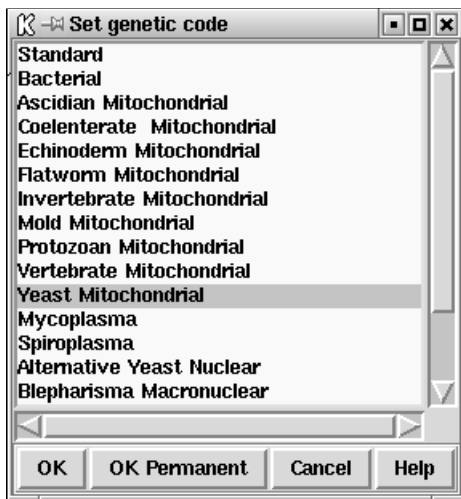 Set genetic code
Standard
Bacterial
Ascidian Mitochondrial
Coelenterate  Mitochondrial
Echinoderm Mitochondrial
Flatworm Mitochondrial
Invertebrate Mitochondrial
Mold Mitochondrial
Protozoan Mitochondrial
Vertebrate Mitochondrial
Yeast Mitochondrial
Mycoplasma
Spiroplasma
Alternative Yeast Nuclear
Blepharisma Macronuclear
OK OK Permanent Cancel Help